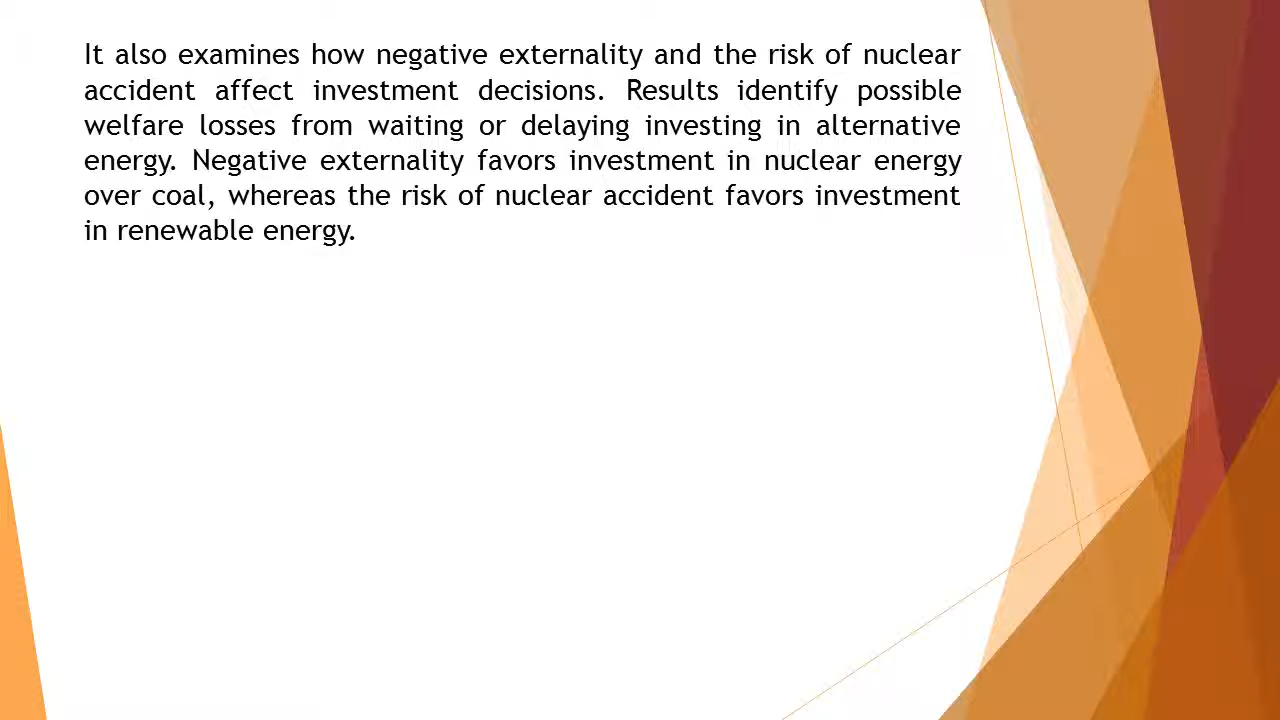 It also examines how negative externality and the risk of nuclear
accident affect investment decisions. Results identify possible
welfare losses from waiting or delaying investing in alternative
energy. Negative externality favors investment in nuclear energy
over coal, whereas the risk of nuclear accident favors investment
in renewable energy.